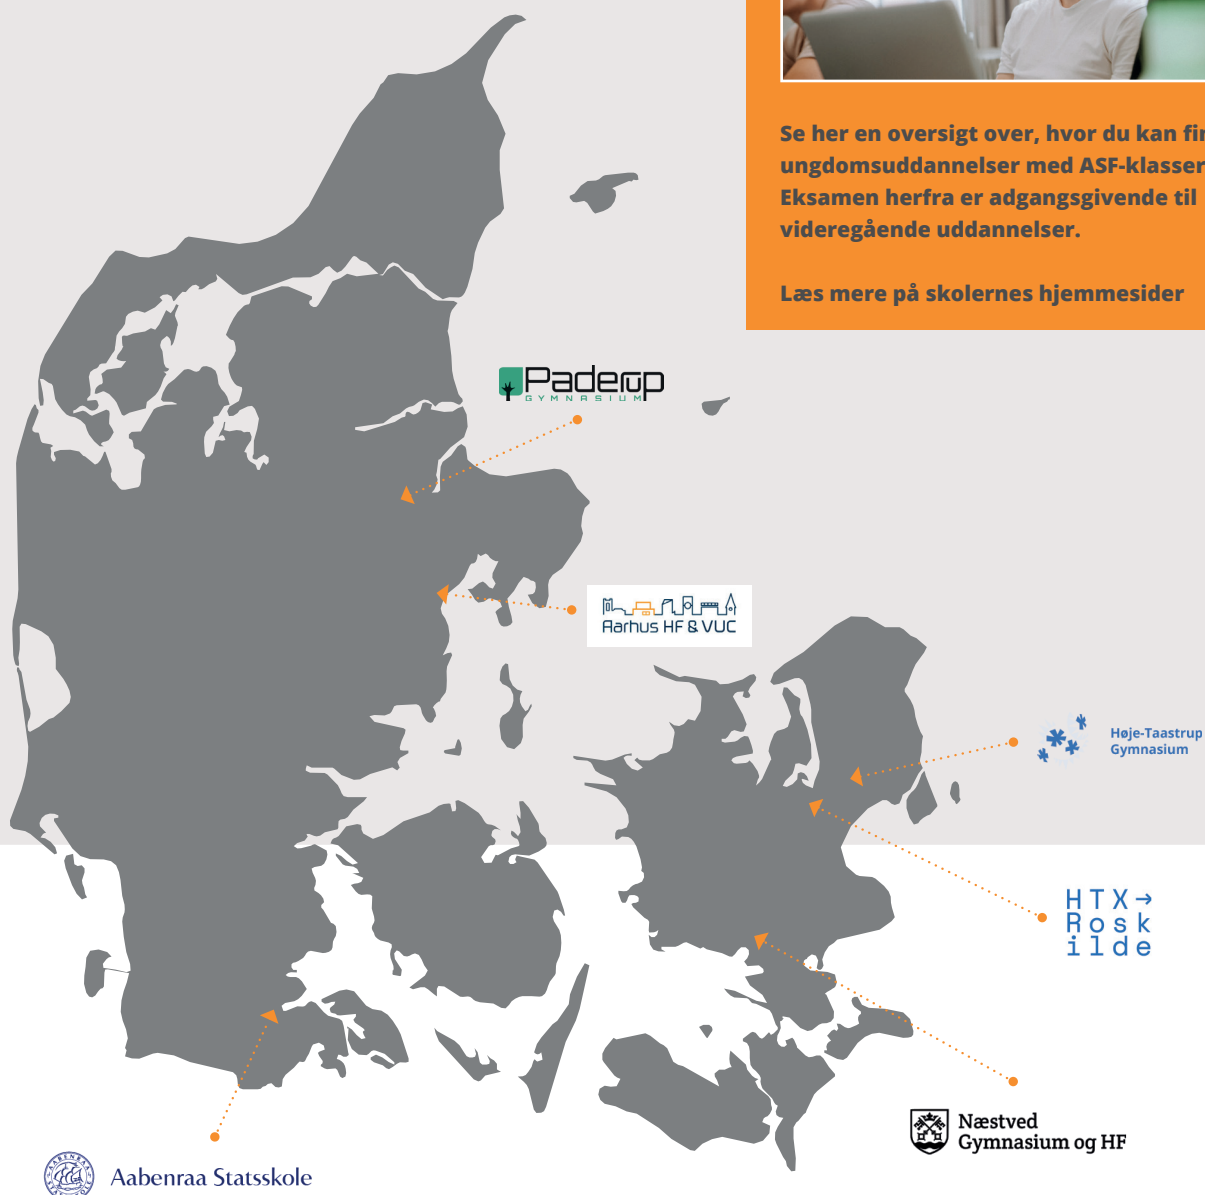 Se her en oversigt over, hvor du kan
ungdomsuddannelser med ASF-klasser
Eksamen herfra er adgangsgivende til
videregående uddannelser.
Læs mere på skolernes hjemmesider
Paderup
GYMNASIUM
Aarhus HF & VUC
Høje-Taastrup
Gymnasium
HTX→
Rosk
ilde
Næstved
Gymnasium og HF
Aabenraa Statsskole